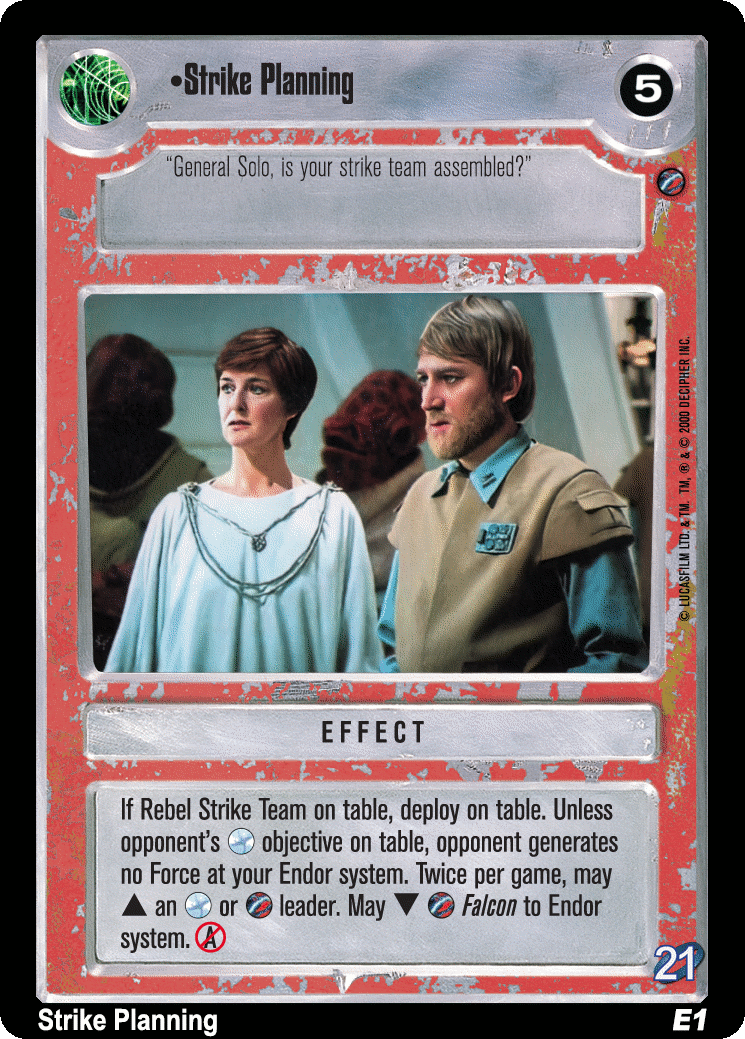 •Strike Planning
5
“General Solo, is your strike team assembled?”
© LUCASFILM LTD. & TM. TM, ® & © 2000 DECIPHER INC.
EFFECT
If Rebel Strike Team on table, deploy on table. Unless
opponent’s objective on table, opponent generates
no Force at your Endor system. Twice per game, may
▲ an or leader. May ▼ Falcon to Endor
system. A
21
Strike Planning
E1